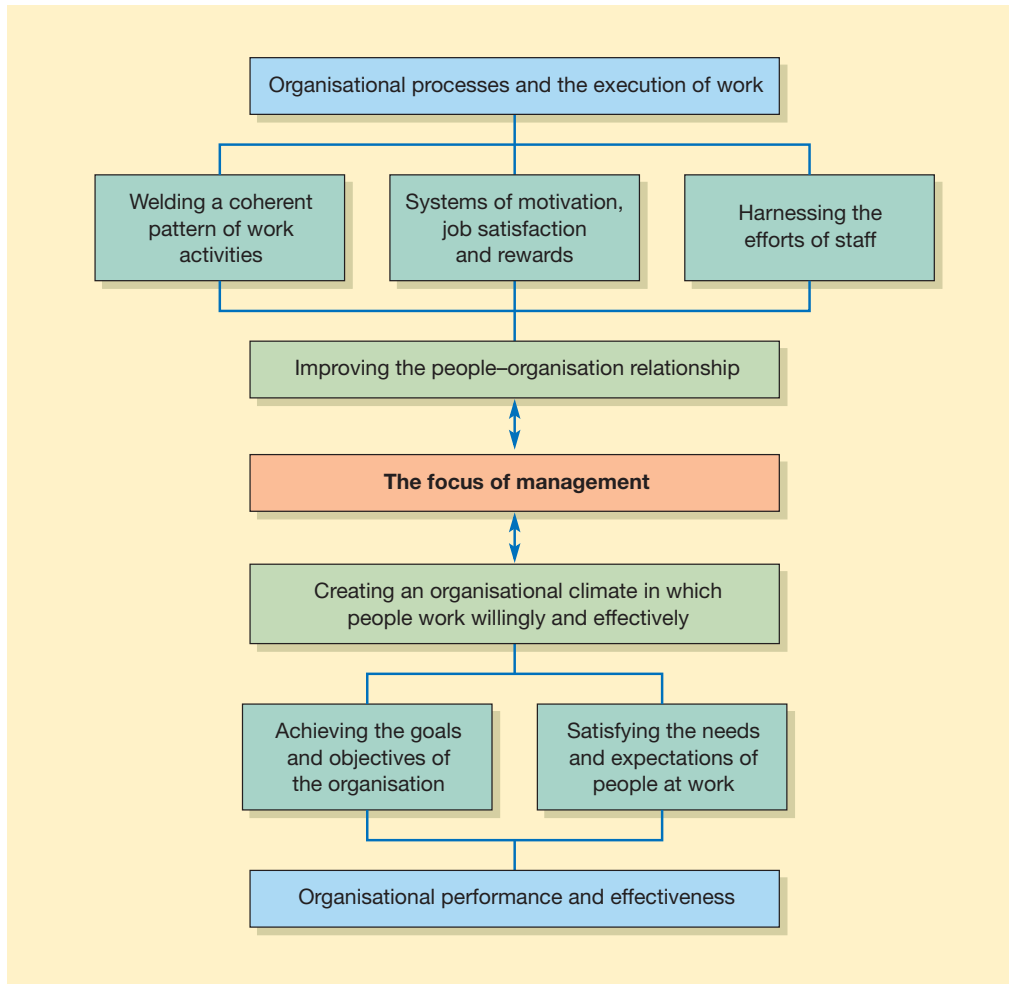 Organisational processes and the execution of work
Welding a coherent
pattern of work
activities
Systems of motivation,
job satisfaction
and rewards
Harnessing the
efforts of staff
Improving the people–organisation relationship
The focus of management
Creating an organisational climate in which
people work willingly and effectively
Achieving the goals
and objectives of
the organisation
Satisfying the needs
and expectations of
people at work
Organisational performance and effectiveness